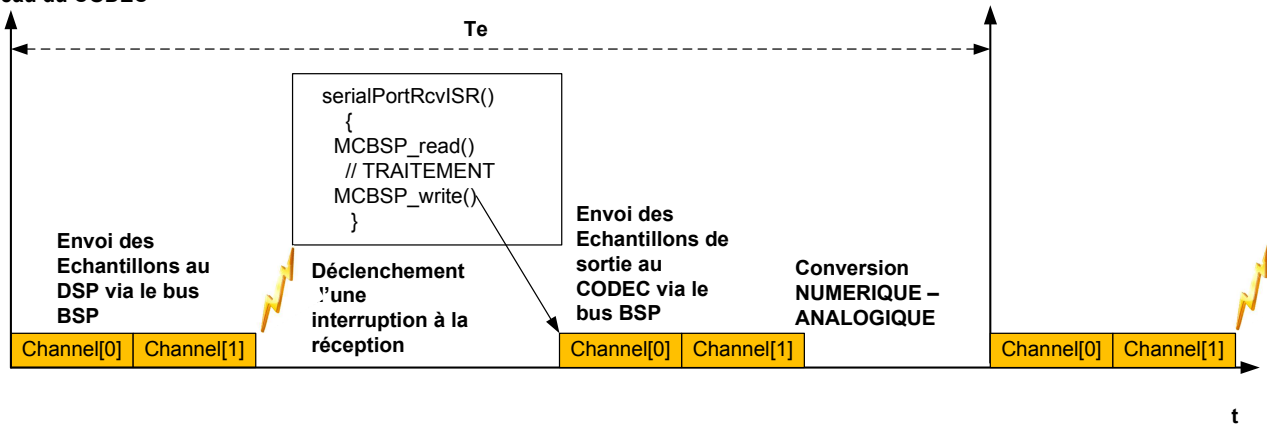 Te
serialPortRcvISR()
{
MCBSP_read()
// TRAITEMENT
MCBSP_write()
}
Envoi des
Echantillons au
DSP via le bus
BSP
Déclenchement
d'une
interruption à la
réception
Envoi des
Echantillons de
sortie au
CODEC via le
bus BSP
Conversion
NUMERIQUE –
ANALOGIQUE
Channel[0]
Channel[1]
Channel[0]
Channel[1]
Channel[0]
Channel[1]
t